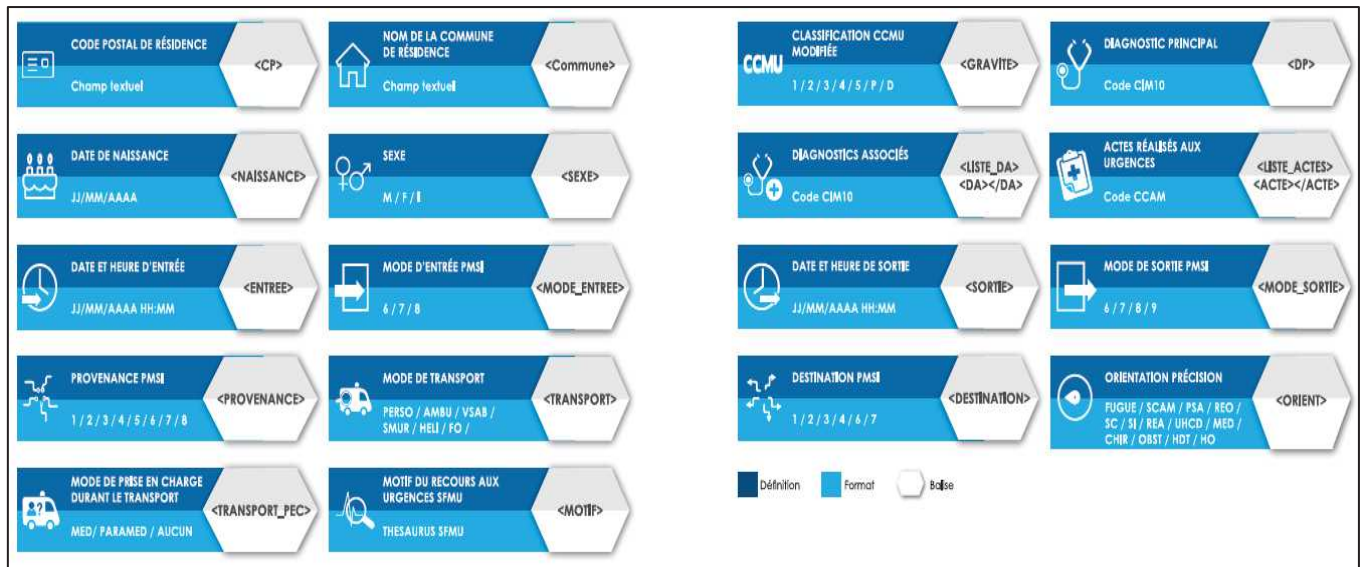 CODE POSTAL DE RÉSIDENCE
Champ textuel
<CP>
NOM DE LA COMMUNE
DE RÉSIDENCE
Champ textuel
<Commune>
DATE DE NAISSANCE
JJ/MM/AAAA
<NAISSANCE>
SEXE
M / F / I
<SEXE>
DATE ET HEURE D'ENTRÉE
JJ/MM/AAAA HH:MM
<ENTREE>
MODE D'ENTRÉE PMSI
6 / 7 / 8
<MODE_ENTREE>
PROVENANCE PMSI
1 / 2 / 3 / 4 / 5 / 6 / 7 / 8
<PROVENANCE>
MODE DE TRANSPORT
PERSO / AMBU / VSAB /
SMUR / HELI / FO /
<TRANSPORT>
MODE DE PRISE EN CHARGE
DURANT LE TRANSPORT
MED/ PARAMED / AUCUN
<TRANSPORT_PEC>
MOTIF DU RECOURS AUX
URGENCES SFMU
THESAURUS SFMU
<MOTIF>
CCMU
CLASSIFICATION CCMU
MODIFIÉE
1 / 2 / 3 / 4 / 5 / P / D
<GRAVITE>
DIAGNOSTIC PRINCIPAL
Code CIM10
<DP>
DIAGNOSTICS ASSOCIÉS
Code CIM10
<LISTE_DA>
<DA></DA>
ACTES RÉALISÉS AUX
URGENCES
Code CCAM
<LISTE_ACTES>
<ACTE></ACTE>
DATE ET HEURE DE SORTIE
JJ/MM/AAAA HH:MM
<SORTIE>
MODE DE SORTIE PMSI
6 / 7 / 8 / 9
<MODE_SORTIE>
DESTINATION PMSI
1 / 2 / 3 / 4 / 6 / 7
<DESTINATION>
ORIENTATION PRÉCISION
FUGUE / SCAM / PSA / REO /
SC / SI / REA / UHCD / MED /
CHIR / OBST / HDT / HO
<ORIENT>
Définition
Format
Balise